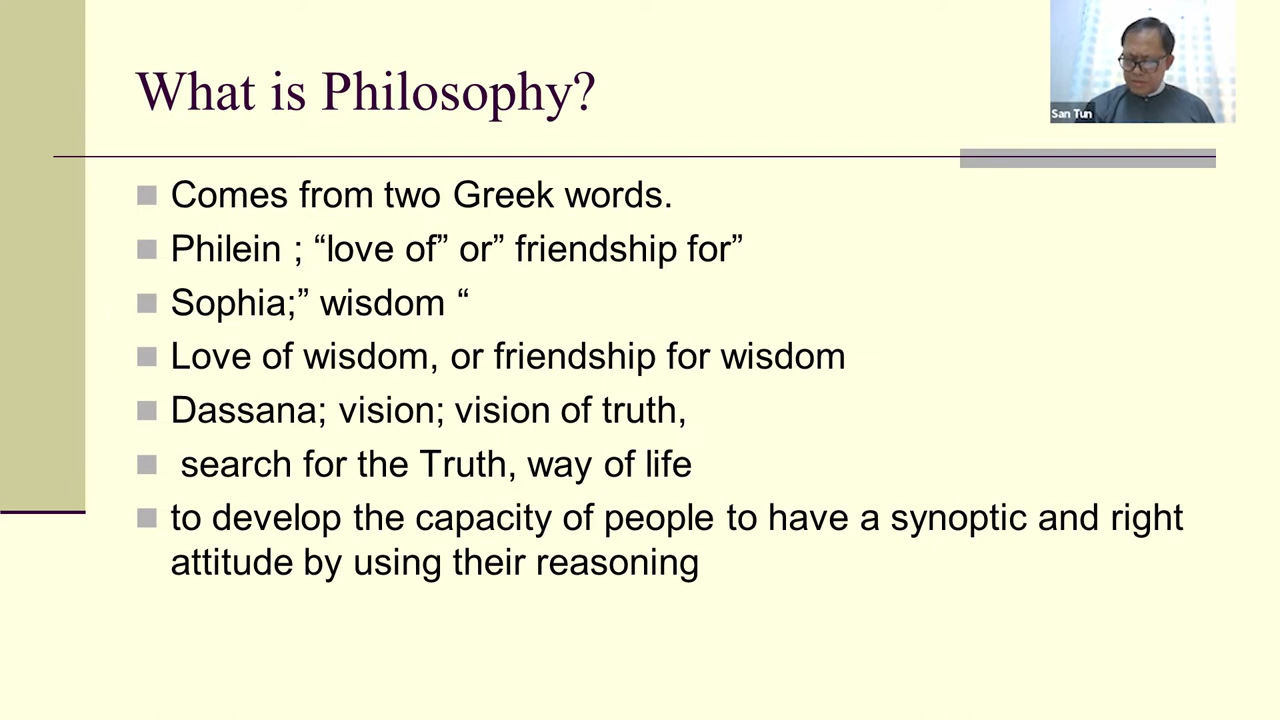 What is Philosophy?
San Tun
Comes from two Greek words.
Philein ; “love of” or” friendship for”
Sophia;” wisdom “
Love of wisdom, or friendship for wisdom
Dassana; vision; vision of truth,
search for the Truth, way of life
to develop the capacity of people to have a synoptic and right
attitude by using their reasoning